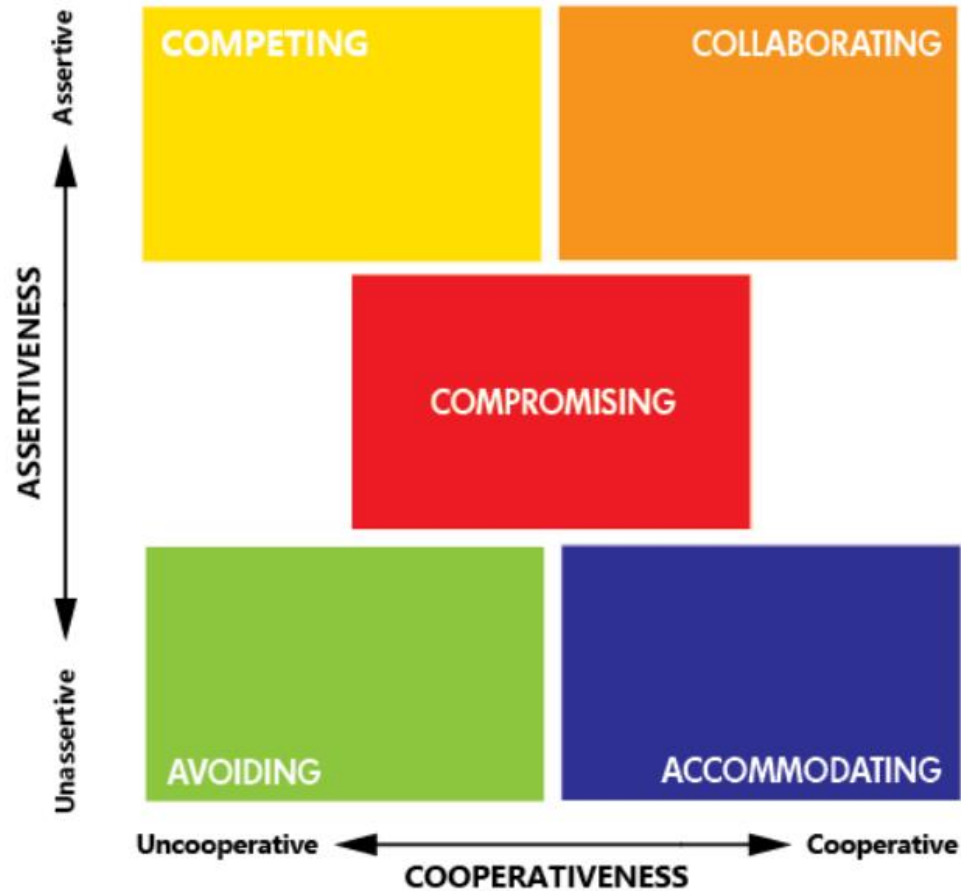 Assertive
COMPETING
COLLABORATING
ASSERTIVENESS
COMPROMISING
Unassertive
AVOIDING
ACCOMMODATING
Uncooperative
Cooperative
COOPERATIVENESS